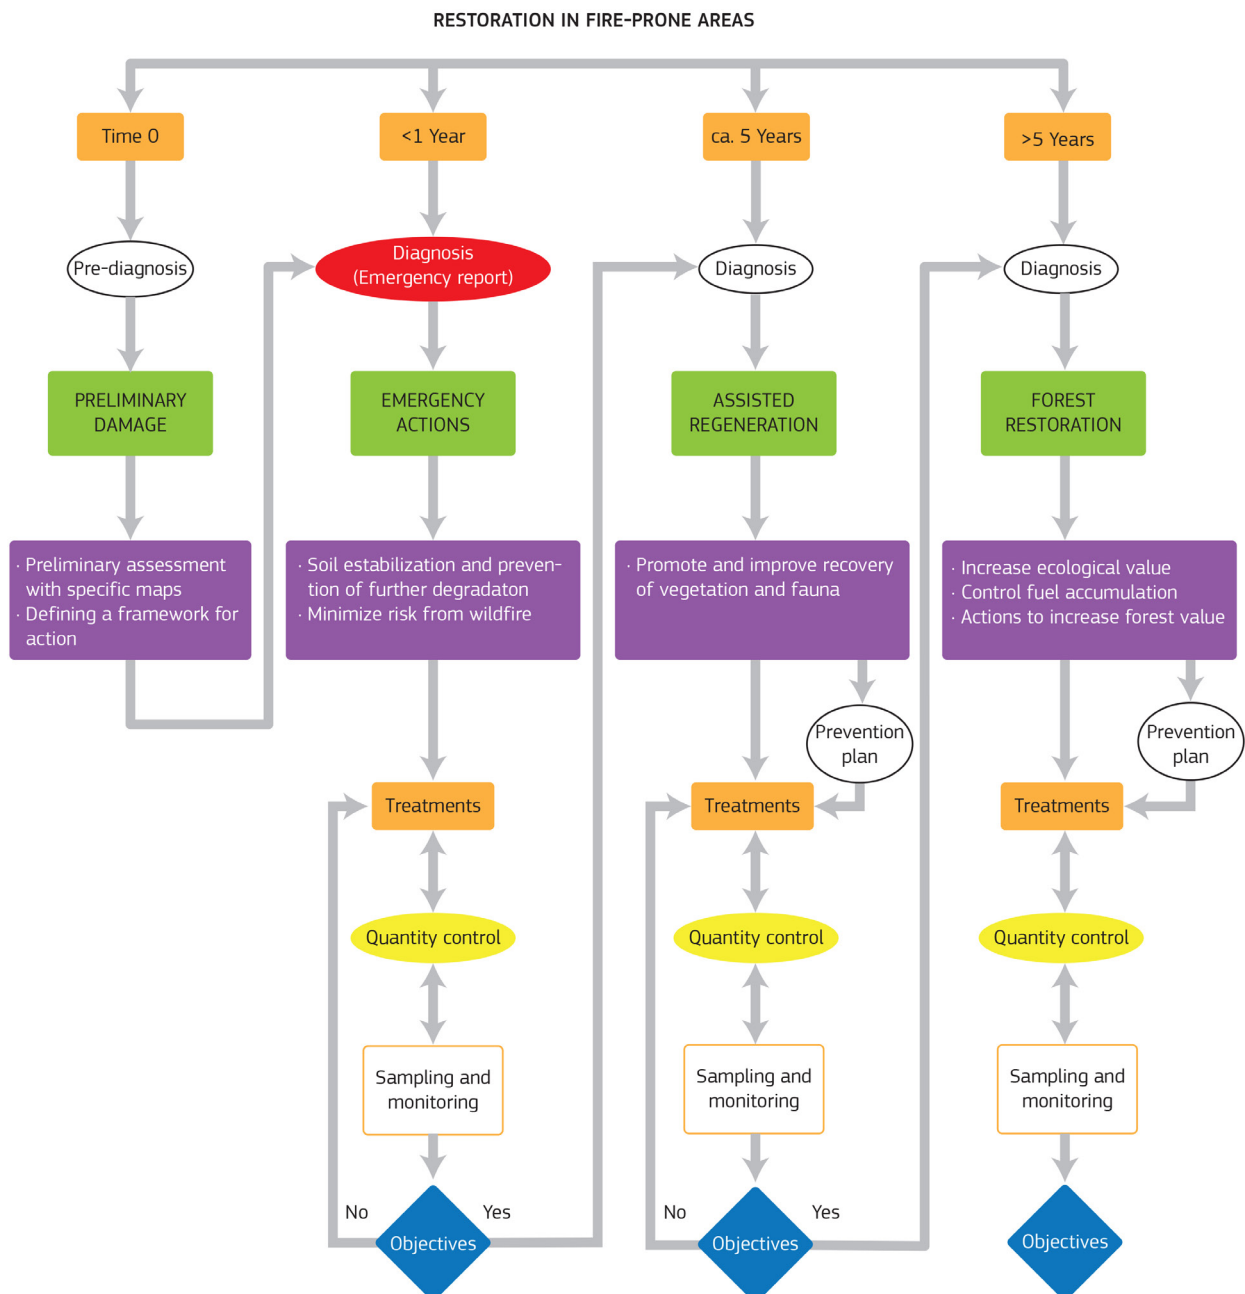 RESTORATION IN FIRE-PRONE AREAS
Time 0
<1 Year
ca. 5 Years
>5 Years
Pre-diagnosis
Diagnosis
(Emergency report)
Diagnosis
Diagnosis
PRELIMINARY
DAMAGE
EMERGENCY
ACTIONS
ASSISTED
REGENERATION
FOREST
RESTORATION
· Preliminary assessment
with specific maps
· Defining a framework for
action
· Soil estabilization and preven-
tion of further degradaton
· Minimize risk from wildfire
· Promote and improve recovery
of vegetation and fauna
· Increase ecological value
· Control fuel accumulation
· Actions to increase forest value
Prevention
plan
Prevention
plan
Treatments
Treatments
Treatments
Quantity control
Quantity control
Quantity control
Sampling and
monitoring
Sampling and
monitoring
Sampling and
monitoring
No
Yes
No
Yes
Objectives
Objectives
Objectives